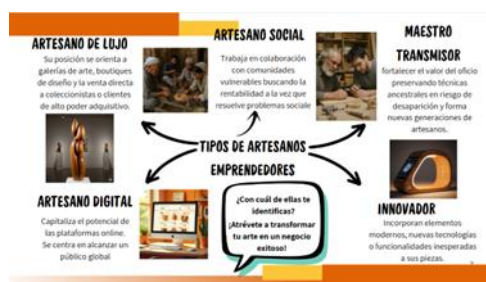 ARTESANO DE LUJO
Su posición se orienta a
galerías de arte, boutiques
de diseño y la venta directa
a coleccionistas o clientes
de alto poder adquisitivo.
ARTESANO SOCIAL
Trabaja en colaboración
con comunidades
vulnerables buscando la
rentabilidad a la vez que
resuelve problemas sociale
MAESTRO
TRANSMISOR
fortalecer el valor del oficio
preservando técnicas
ancestrales en riesgo de
desaparición y forma
nuevas generaciones de
artesanos.
TIPOS DE ARTESANOS
EMPRENDEDORES
ARTESANO DIGITAL
Capitaliza el potencial de
las plataformas online.
Se centra en alcanzar un
público global
¿Con cuál de ellas te
identificas?
¡Atrévete a transformar
tu arte en un negocio
exitoso!
INNOVADOR
Incorporan elementos
modernos, nuevas tecnologías
o funcionalidades inesperadas
a sus piezas.